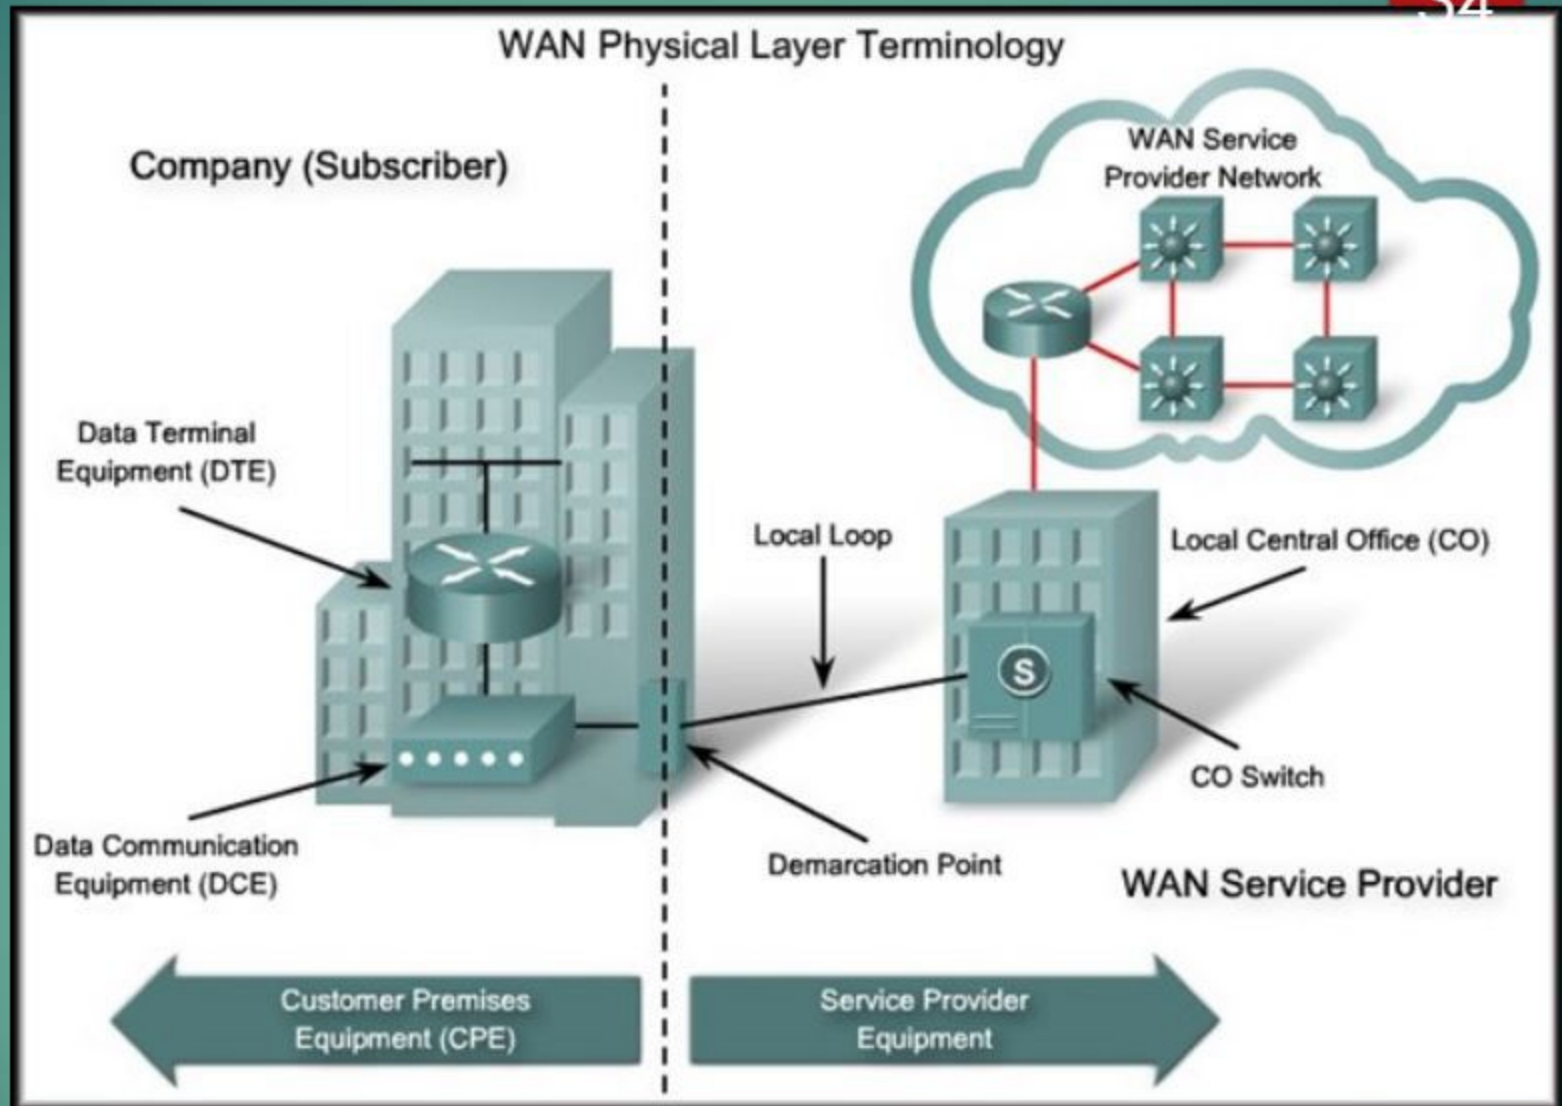 34
WAN Physical Layer Terminology
Company (Subscriber)
WAN Service
Provider Network
Data Terminal
Equipment (DTE)
Local Loop
Local Central Office (CO)
S
CO Switch
Data Communication
Equipment (DCE)
Demarcation Point
WAN Service Provider
Customer Premises
Equipment (CPE)
Service Provider
Equipment